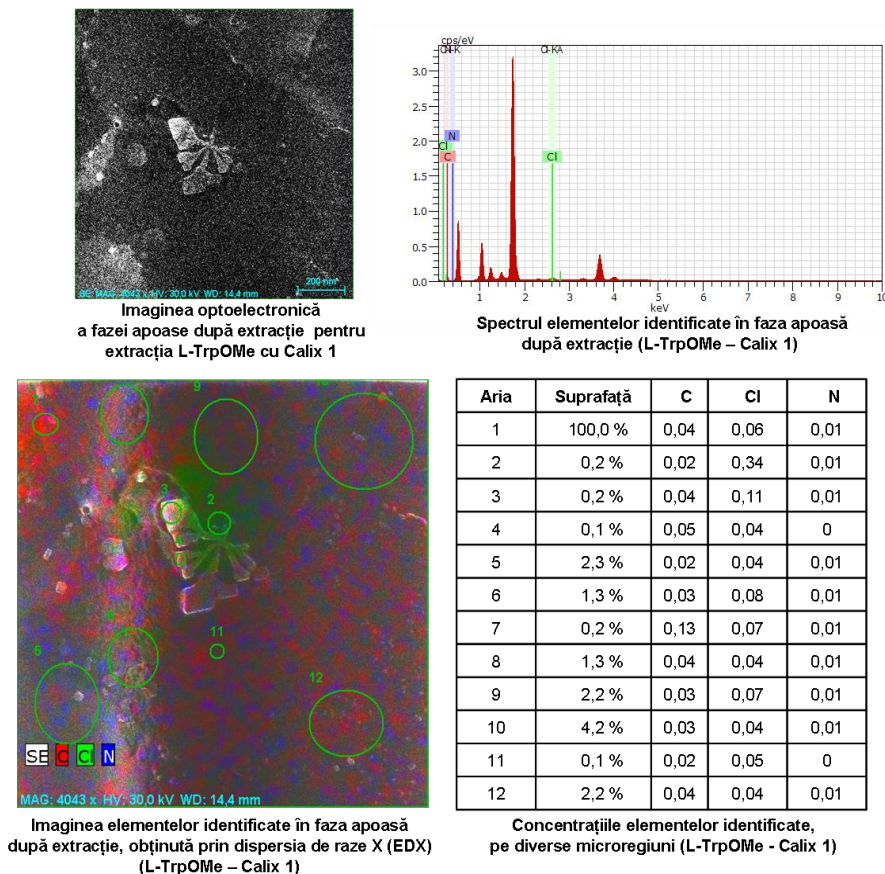 SE MAG: 4043 x HV: 30,0 kV WD: 14,4 mm
200 nm
Imaginea optoelectronică
a fazei apoase după extracție pentru
extracția L-TrpOMe cu Calix 1
cps/eV
Cl-KA
3.0
2.5
2.0
1.5
1.0
0.5
0.0
N
Cl
C
Cl
1 2 3 4 5 6 7 8 9 10
keV
Spectrul elementelor identificate în faza apoasă
după extracție (L-TrpOMe – Calix 1)
9
3
2
11
5
12
SE C Cl N
MAG: 4043 x HV: 30,0 kV WD: 14,4 mm
Imaginea elementelor identificate în faza apoasă
după extracție, obținută prin dispersia de raze X (EDX)
(L-TrpOMe – Calix 1)
Aria Suprafață C Cl N
1 100,0 % 0,04 0,06 0,01
2 0,2 % 0,02 0,34 0,01
3 0,2 % 0,04 0,11 0,01
4 0,1 % 0,05 0,04 0
5 2,3 % 0,02 0,04 0,01
6 1,3 % 0,03 0,08 0,01
7 0,2 % 0,13 0,07 0,01
8 1,3 % 0,04 0,04 0,01
9 2,2 % 0,03 0,07 0,01
10 4,2 % 0,03 0,04 0,01
11 0,1 % 0,02 0,05 0
12 2,2 % 0,04 0,04 0,01
Concentrațiile elementelor identificate,
pe diverse microregiuni (L-TrpOMe - Calix 1)